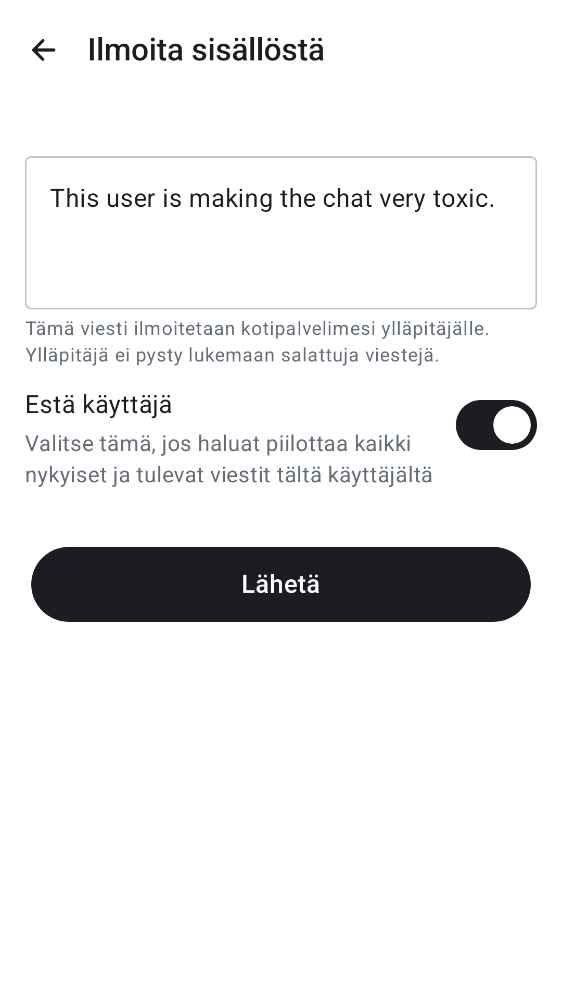 Ilmoita sisällöstä
This user is making the chat very toxic.
Tämä viesti ilmoitetaan kotipalvelimesi ylläpitäjälle.
Ylläpitäjä ei pysty lukemaan salattuja viestejä.
Estä käyttäjä
Valitse tämä, jos haluat piilottaa kaikki
nykyiset ja tulevat viestit tältä käyttäjältä
Lähetä